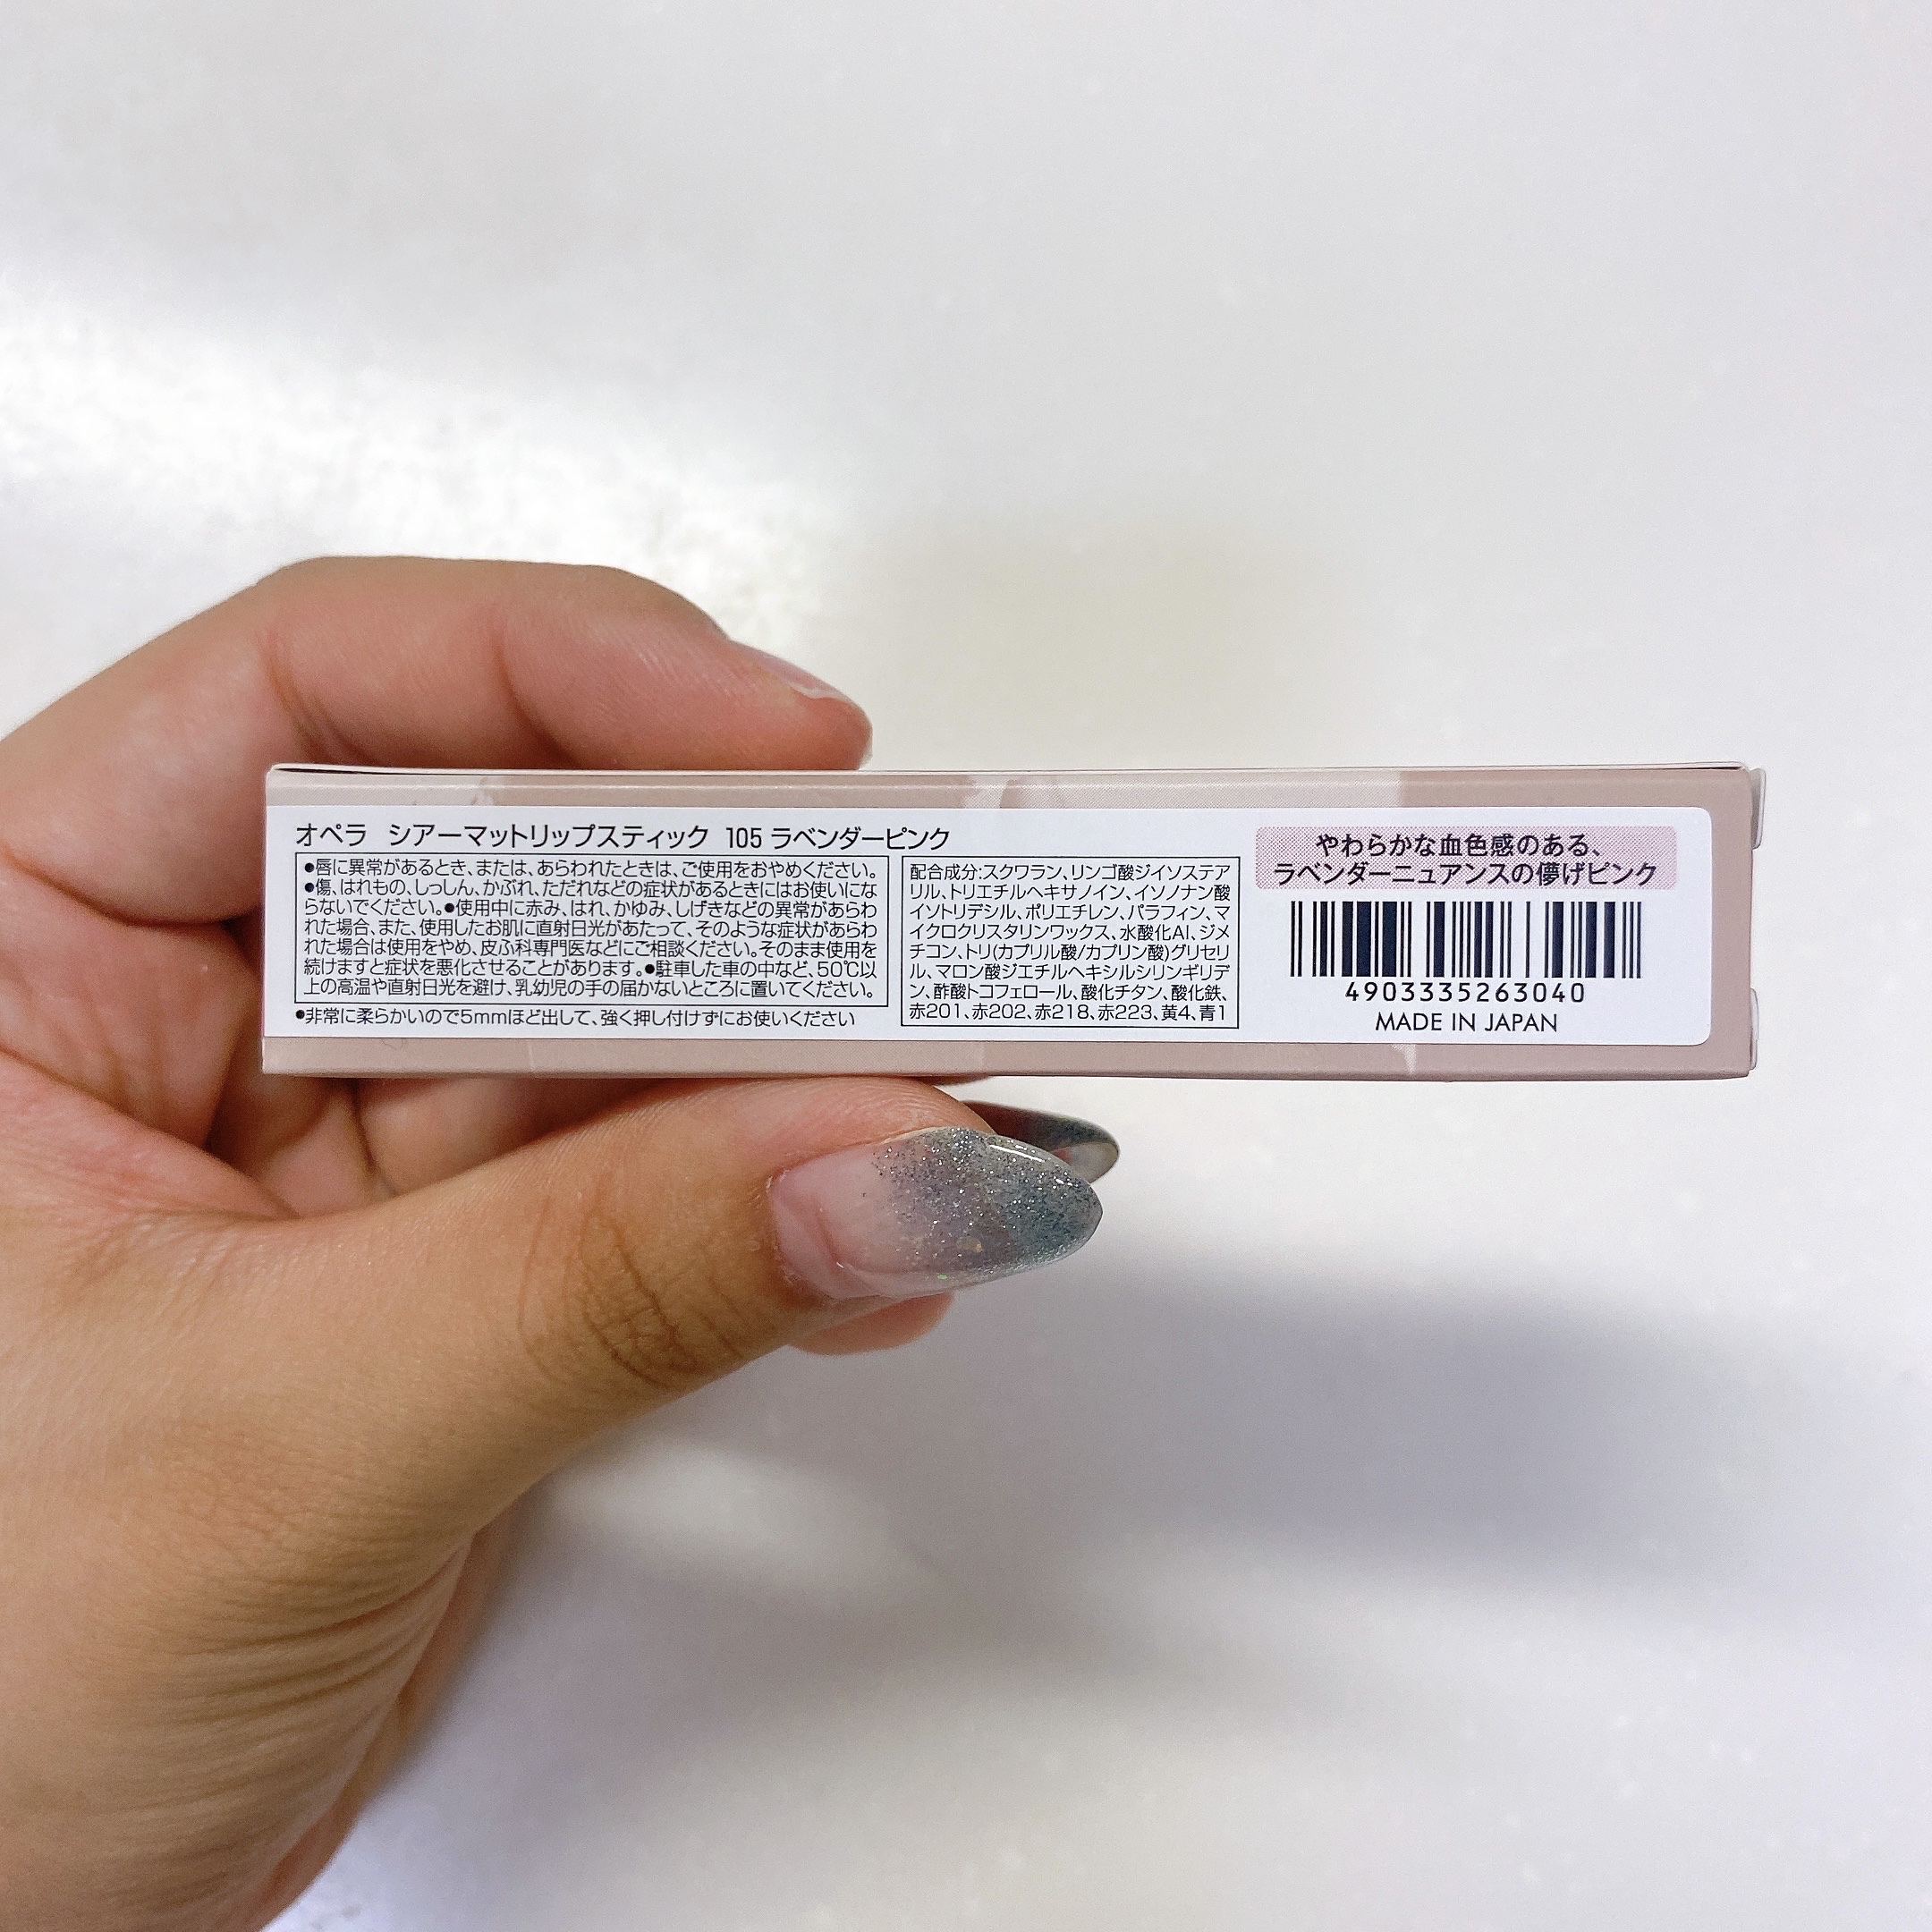 オペラ シアーマットリップスティック 105 ラベンダーピンク
●唇に異常があるとき、または、あらわれたときは、ご使用をおやめください。
●傷、はれもの、しっしん、かぶれ、ただれなどの症状があるときにはお使いにな
らないでください。●使用中に赤み、はれ、かゆみ、しげきなどの異常があらわ
れた場合、また、使用したお肌に直射日光があたって、そのような症状があらわ
れた場合は使用をやめ、皮ふ科専門医などにご相談ください。そのまま使用を
続けますと症状を悪化させることがあります。●駐車した車の中など、50℃以
上の高温や直射日光を避け、乳幼児の手の届かないところに置いてください。
●非常に柔らかいので5mmほど出して、強く押し付けずにお使いください
配合成分:スクワラン、リンゴ酸ジイソステア
リル、トリエチルヘキサノイン、イソノナン酸
イソトリデシル、ポリエチレン、パラフィン、マ
イクロクリスタリンワックス、水酸化Al、ジメ
チコン、トリ(カプリル酸/カプリン酸)グリセリ
ル、マロン酸ジエチルヘキシルシリンギリデ
ン、酢酸トコフェロール、酸化チタン、酸化鉄、
赤201、赤202、赤218、赤223、黄4、青1
やわらかな血色感のある、
ラベンダーニュアンスの儚げピンク
4903335263040
MADE IN JAPAN